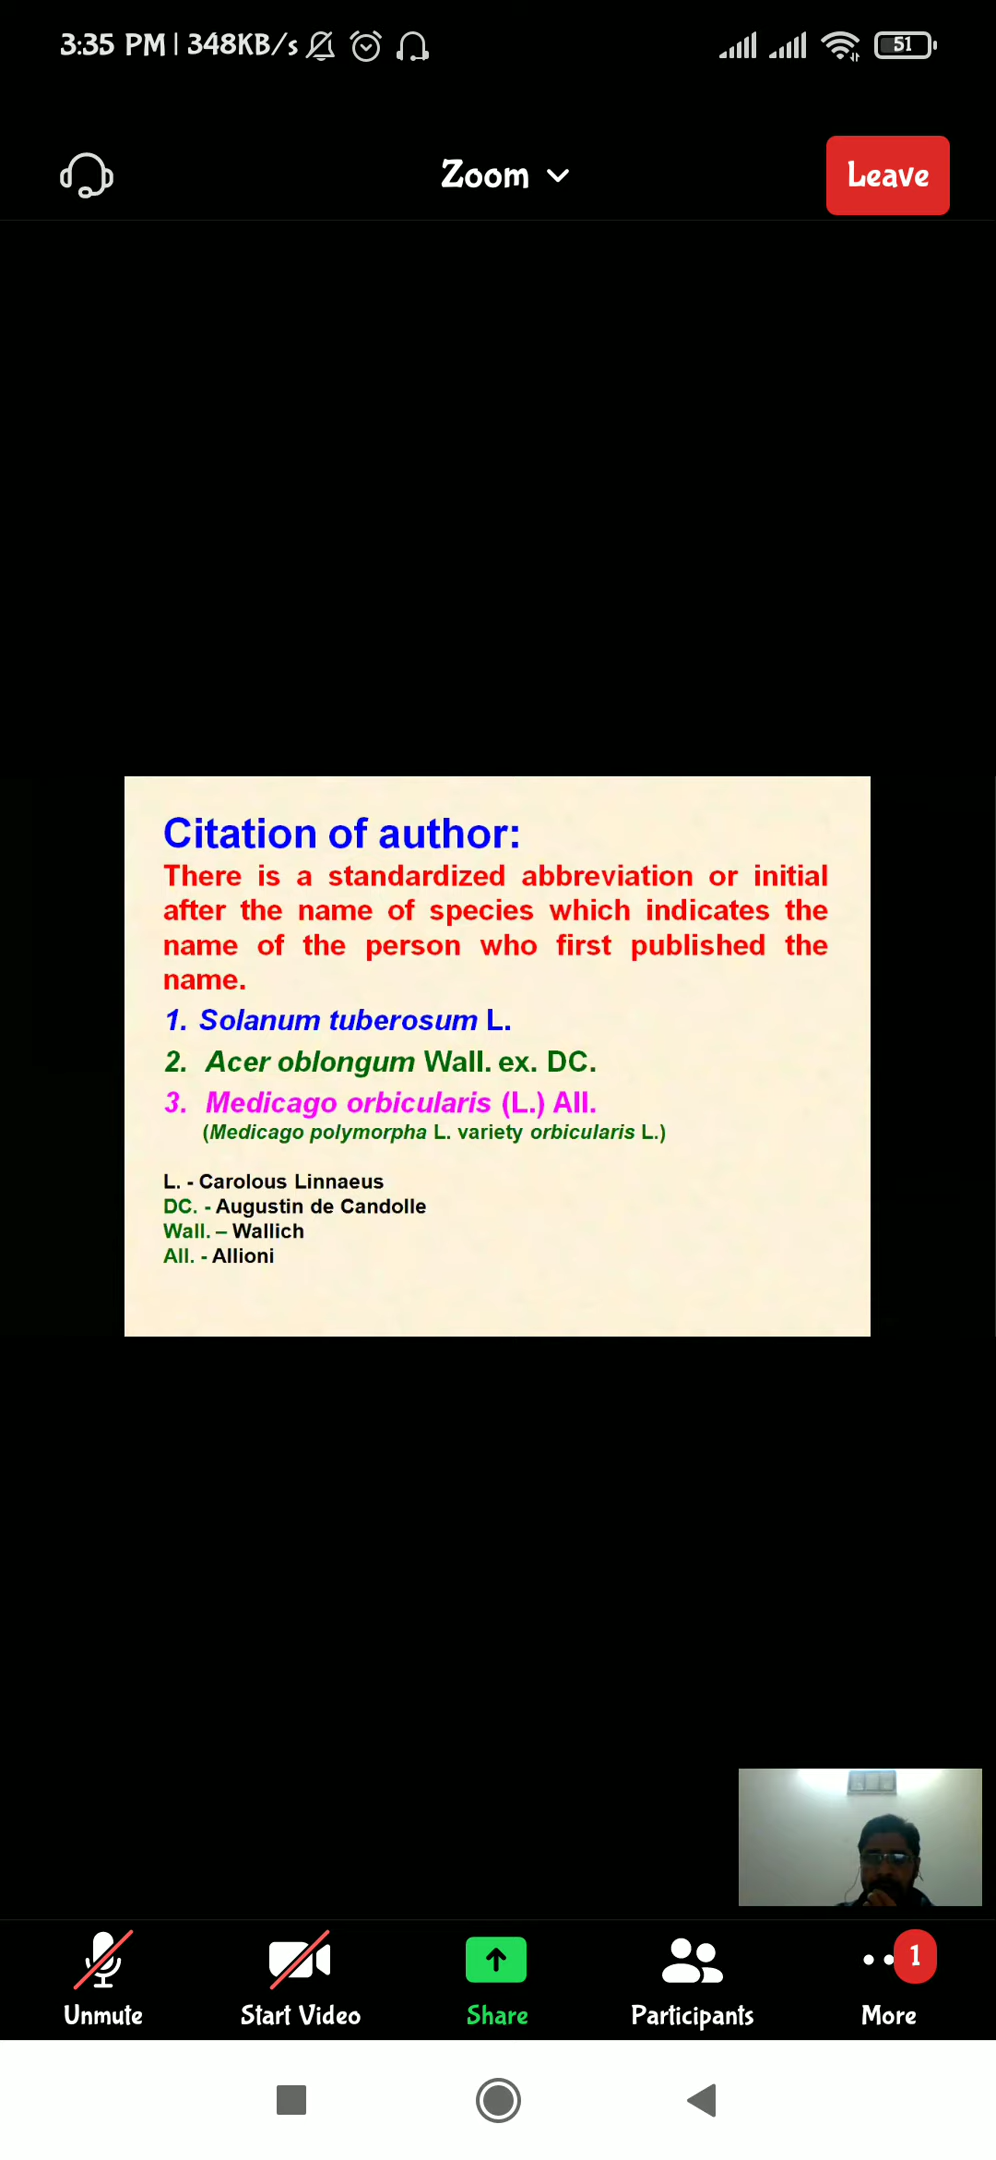 3:35 PM | 348KB/s
51
Zoom
Leave
Citation of author:
There is a standardized abbreviation or initial
after the name of species which indicates the
name of the person who first published the
name.
1. Solanum tuberosum L.
2. Acer oblongum Wall. ex. DC.
3. Medicago orbicularis (L.) All.
(Medicago polymorpha L. variety orbicularis L.)
L. - Carolous Linnaeus
DC. - Augustin de Candolle
Wall. – Wallich
All. - Allioni
1
Unmute
Start Video
Share
Participants
More